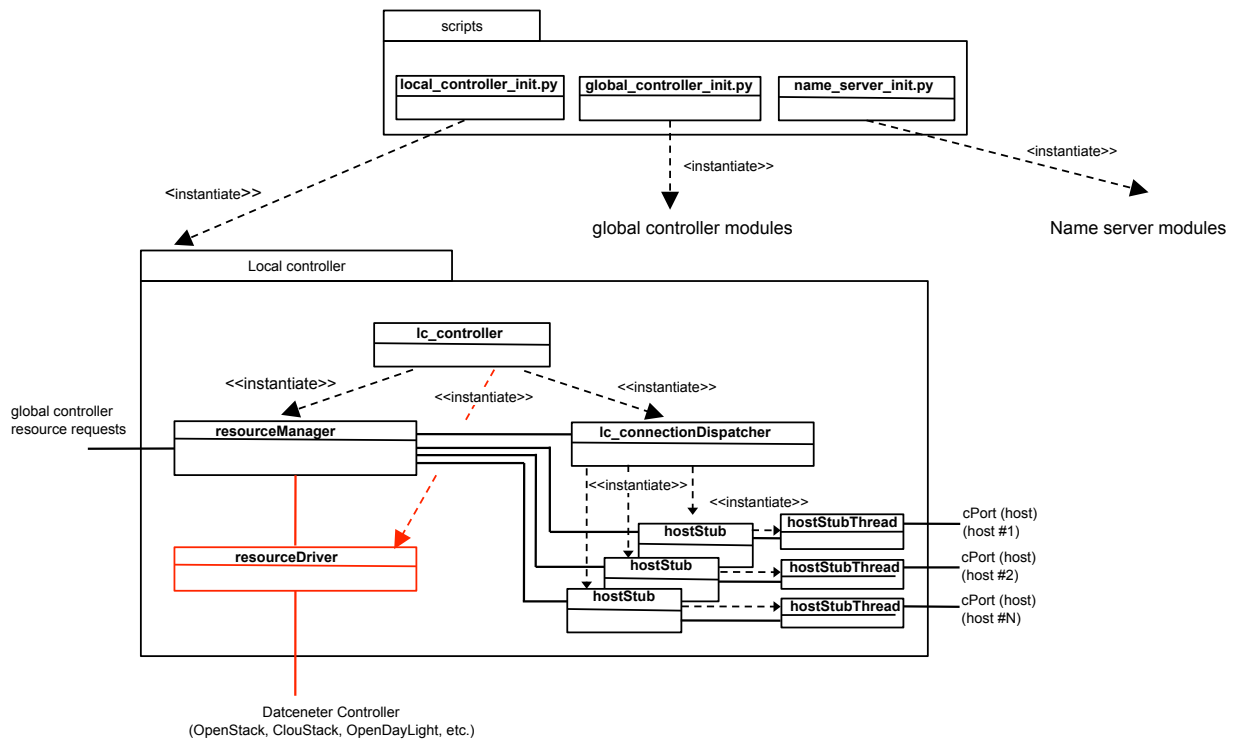 scripts
local_controller_init.py
global_controller_init.py
name_server_init.py
<instantiate>>
<instantiate>>
<instantiate>>
global controller modules
Name server modules
Local controller
lc_controller
<<instantiate>>
<<instantiate>>
<<instantiate>>
global controller
resource requests
resourceManager
lc_connectionDispatcher
<<instantiate>>
<<instantiate>>
hostStub
hostStubThread
cPort (host)
(host #1)
resourceDriver
hostStub
hostStubThread
cPort (host)
(host #2)
hostStub
hostStubThread
cPort (host)
(host #N)
Datceneter Controller
(OpenStack, ClouStack, OpenDayLight, etc.)